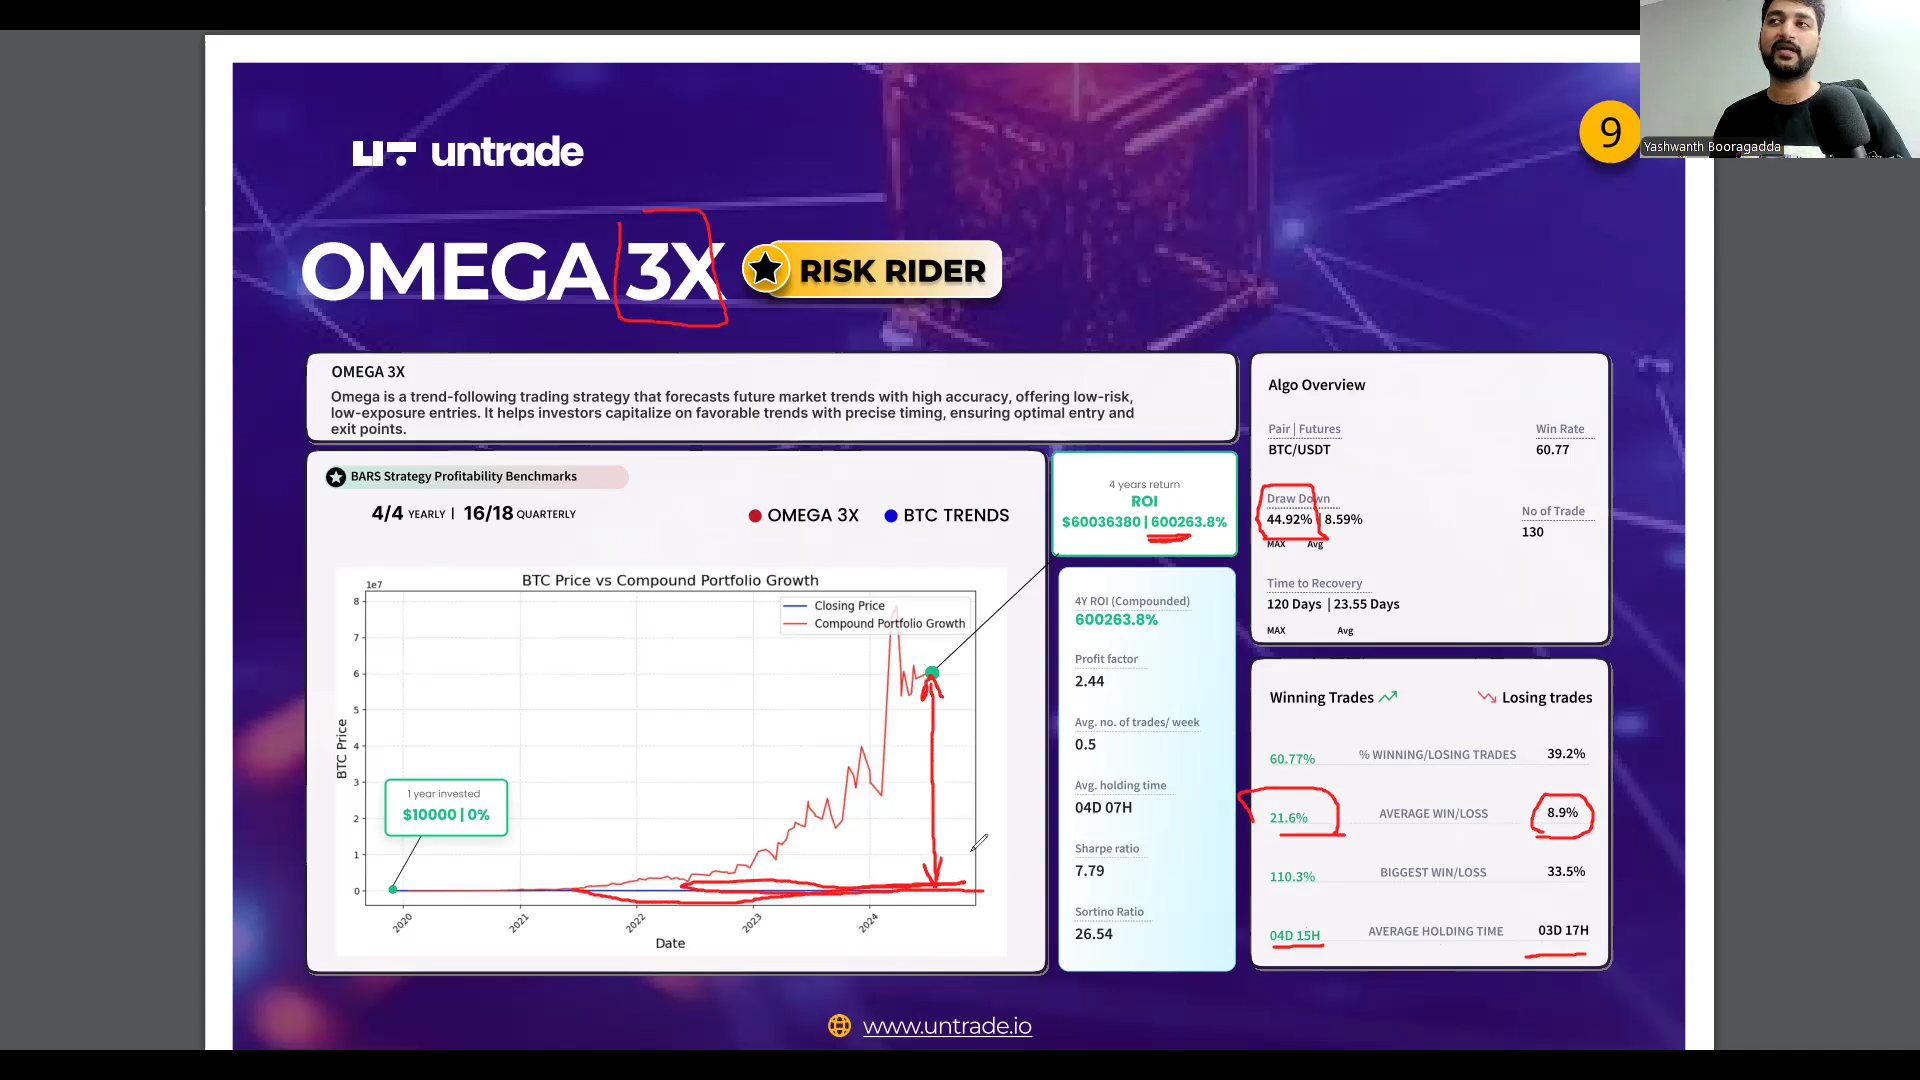 untrade
9
Yashwanth Booragadda
OMEGA 3X
RISK RIDER
OMEGA 3X
Omega is a trend-following trading strategy that forecasts future market trends with high accuracy, offering low-risk,
low-exposure entries. It helps investors capitalize on favorable trends with precise timing, ensuring optimal entry and
exit points.
BARS Strategy Profitability Benchmarks
4/4 YEARLY | 16/18 QUARTERLY
OMEGA 3X
BTC TRENDS
BTC Price vs Compound Portfolio Growth
1e7
Closing Price
Compound Portfolio Growth
8
7
6
5
4
3
2
1
0
BTC Price
1 year invested
$10000 | 0%
2020
2021
2022
2023
2024
Date
4 years return
ROI
$60036380 | 600263.8%
4Y ROI (Compounded)
600263.8%
Profit factor
2.44
Avg. no. of trades/ week
0.5
Avg. holding time
04D 07H
Sharpe ratio
7.79
Sortino Ratio
26.54
Algo Overview
Pair | Futures
BTC/USDT
Win Rate
60.77
Draw Down
44.92% | 8.59%
MAX Avg
No of Trade
130
Time to Recovery
120 Days | 23.55 Days
MAX Avg
Winning Trades
Losing trades
60.77% % WINNING/LOSING TRADES 39.2%
21.6% AVERAGE WIN/LOSS 8.9%
110.3% BIGGEST WIN/LOSS 33.5%
04D 15H AVERAGE HOLDING TIME 03D 17H
www.untrade.io